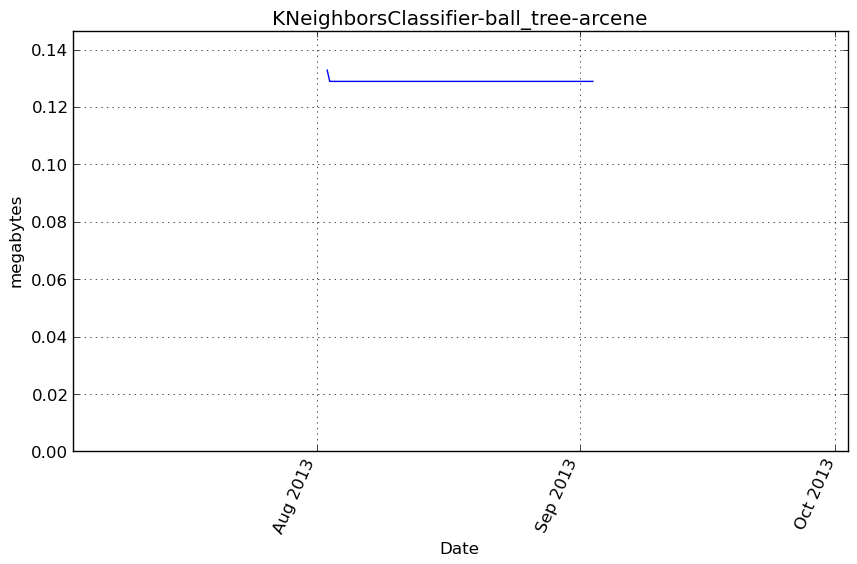 KNeighborsClassifier-ball_tree-arcene
0.14
0.12
0.10
0.08
0.06
0.04
0.02
0.00
megabytes
Aug 2013
Sep 2013
Oct 2013
Date